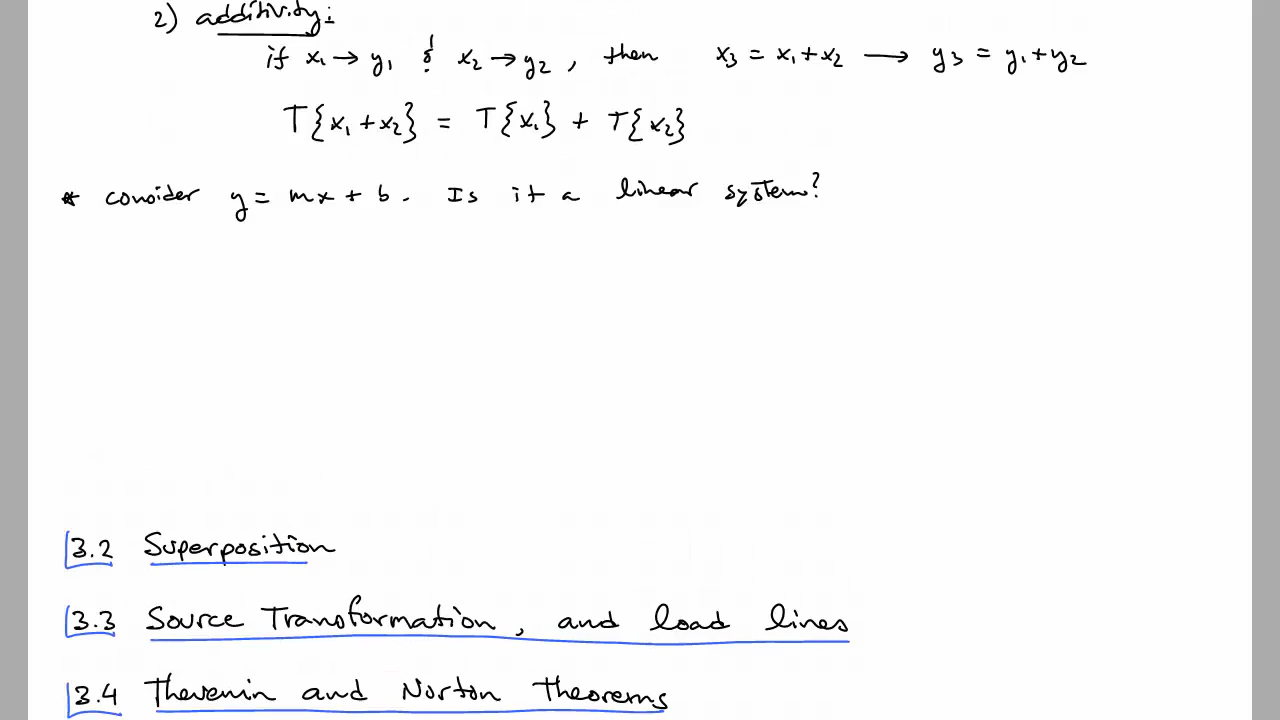 2) additivity:
if x₁ → y₁ & x₂ → y₂, then x₃ = x₁ + x₂ ⟶ y₃ = y₁ + y₂
T{x₁ + x₂} = T{x₁} + T{x₂}
* consider y = mx + b. Is it a linear system?
3.2 Superposition
3.3 Source Transformation, and load lines
3.4 Thevenin and Norton Theorems